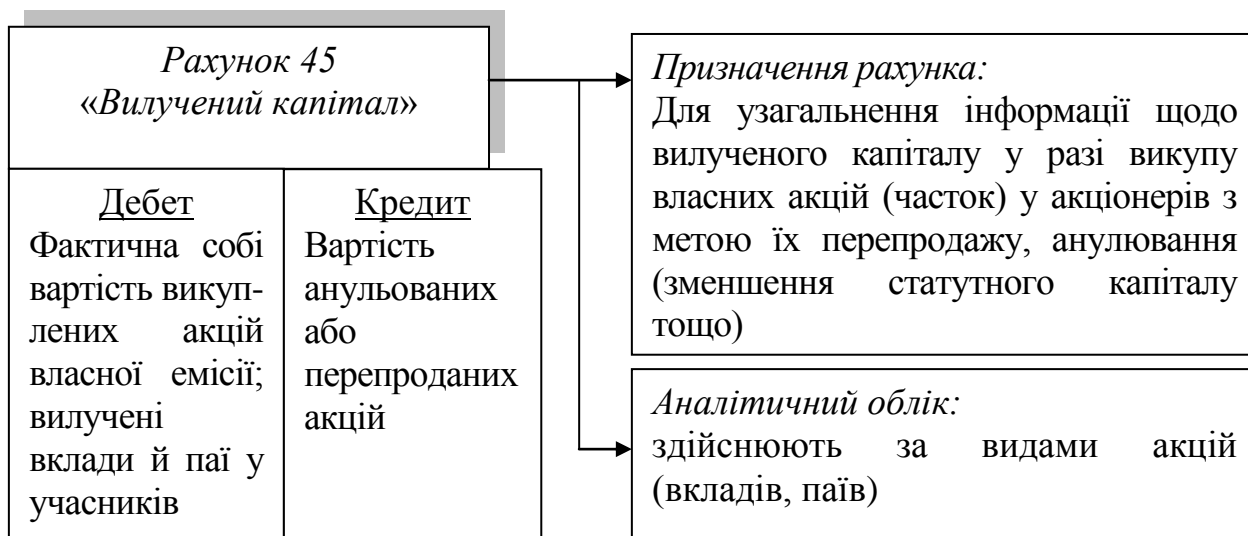 Рахунок 45
«Вилучений капітал»
Дебет
Фактична собі
вартість викуп-
лених акцій
власної емісії;
вилучені
вклади й паї у
учасників
Кредит
Вартість
анульованих
або
перепроданих
акцій
Призначення рахунка:
Для узагальнення інформації щодо
вилученого капіталу у разі викупу
власних акцій (часток) у акціонерів з
метою їх перепродажу, анулювання
(зменшення статутного капіталу
тощо)
Аналітичний облік:
здійснюють за видами акцій
(вкладів, паїв)